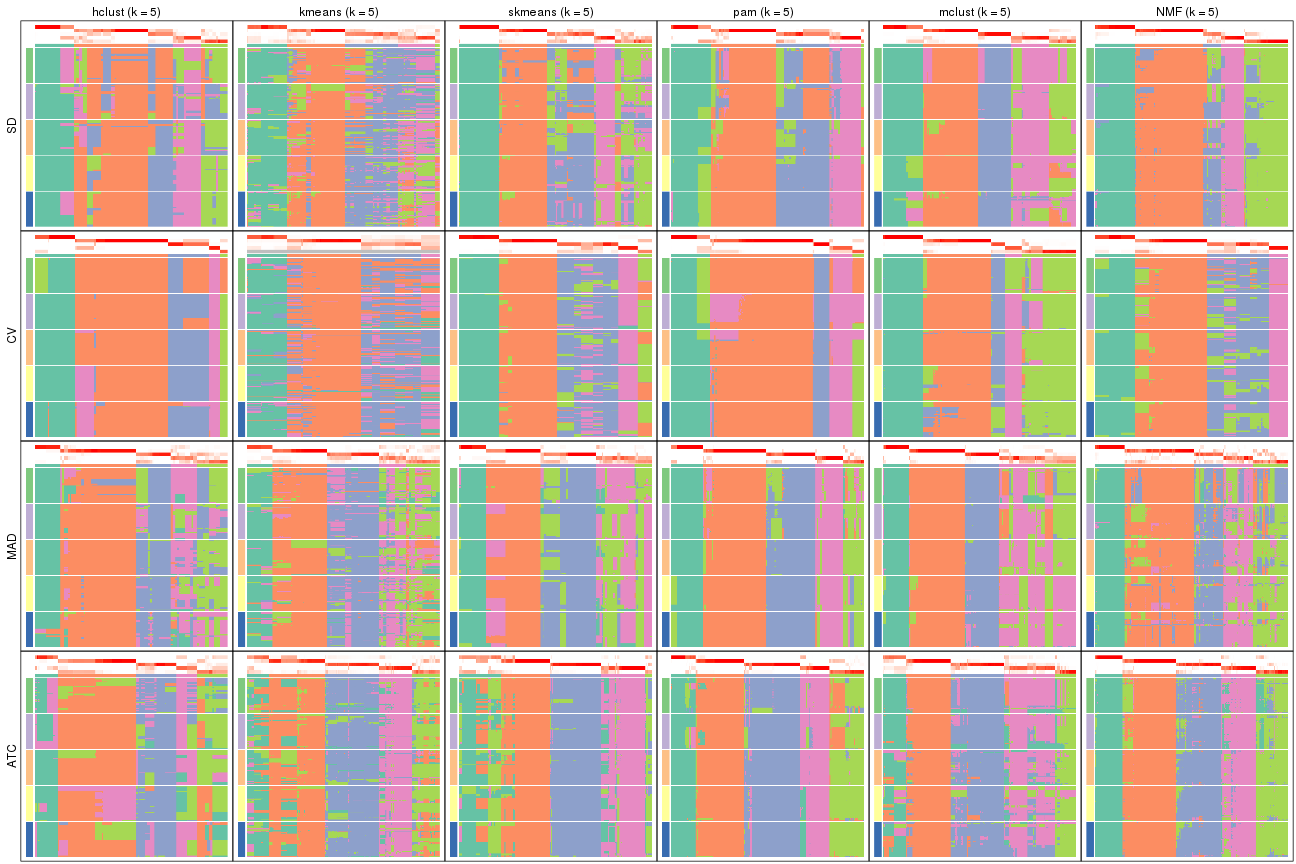 hclust (k = 5) kmeans (k = 5) skmeans (k = 5) pam (k = 5) mclust (k = 5) NMF (k = 5)
SD
CV
MAD
ATC